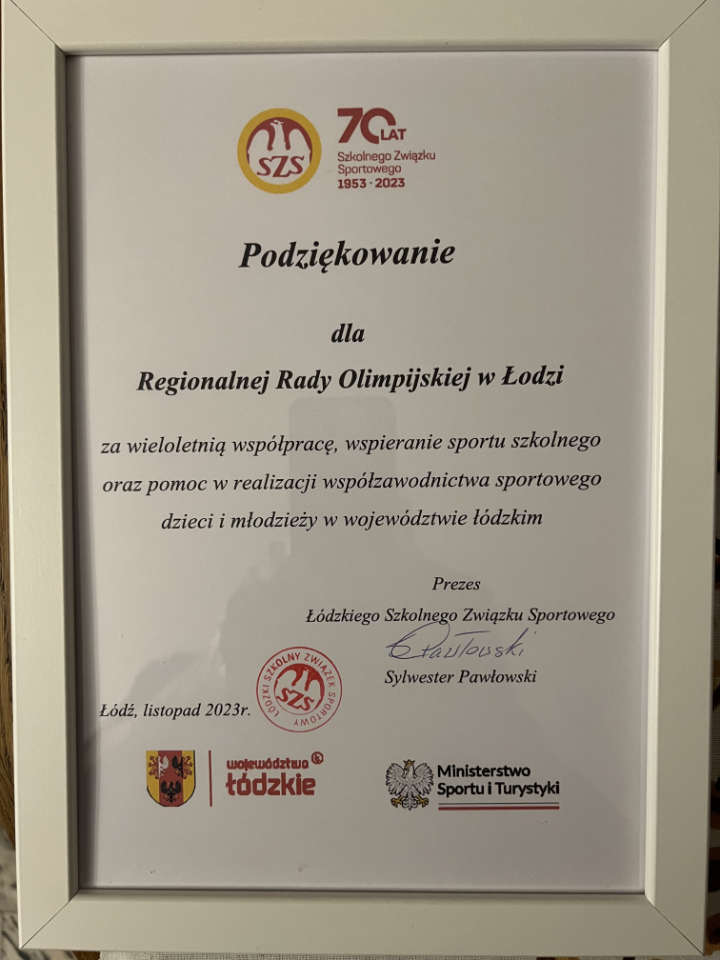 SZS
70 LAT
Szkolnego Związku
Sportowego
1953 - 2023
Podziękowanie
dla
Regionalnej Rady Olimpijskiej w Łodzi
za wieloletnią współpracę, wspieranie sportu szkolnego
oraz pomoc w realizacji współzawodnictwa sportowego
dzieci i młodzieży w województwie łódzkim
Prezes
Łódzkiego Szkolnego Związku Sportowego
SPawłowski
Sylwester Pawłowski
ŁÓDZKI SZKOLNY ZWIĄZEK SPORTOWY
SZS
Łódź, listopad 2023r.
województwo
łódzkie
Ministerstwo
Sportu i Turystyki